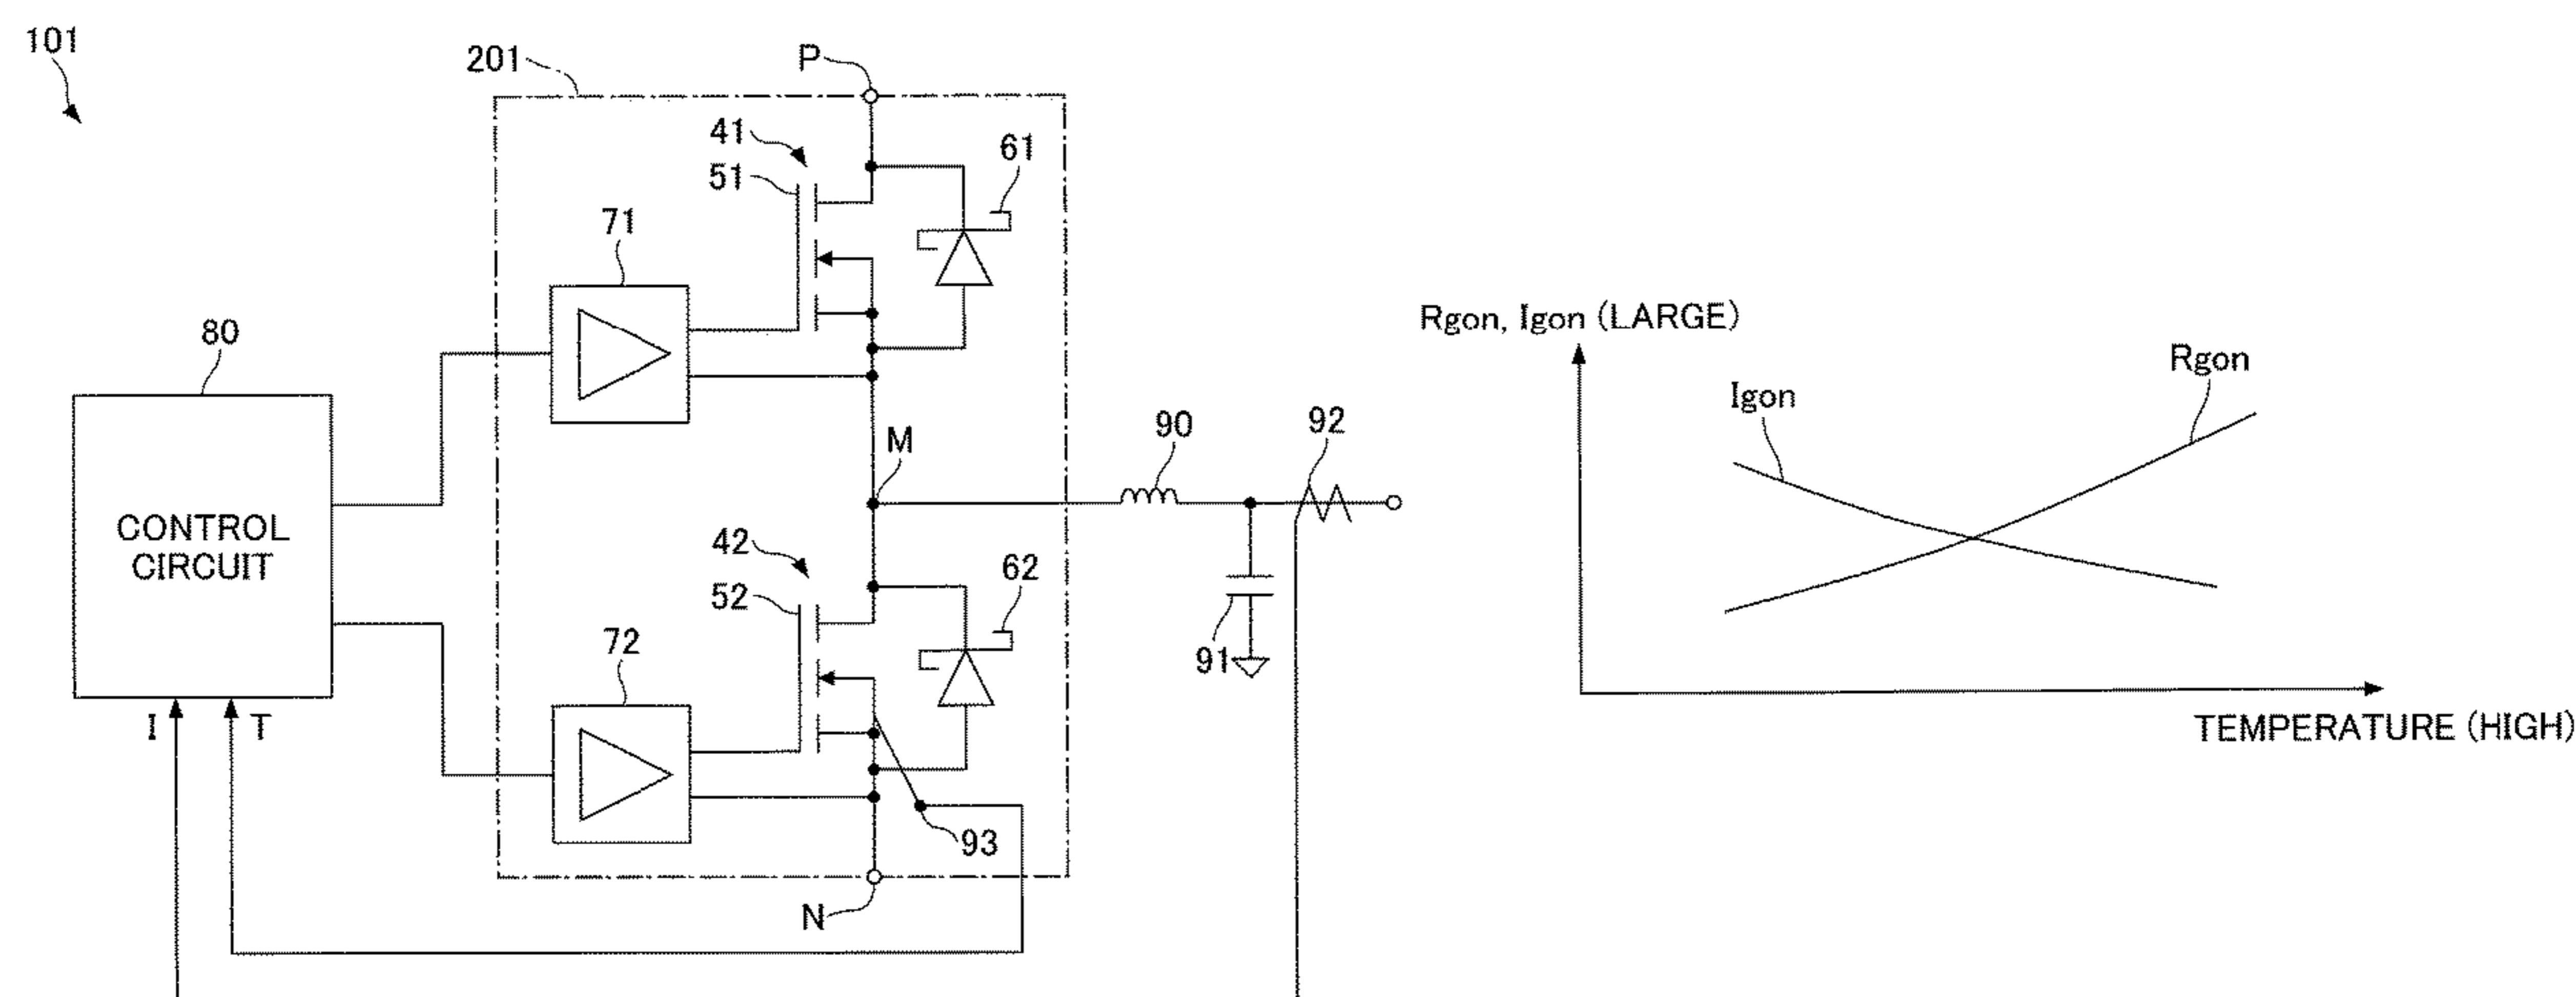 101
201
P
41
51
61
71
80
CONTROL
CIRCUIT
M
90
92
42
52
62
72
91
I
T
93
N
Rgon, Igon (LARGE)
Rgon
Igon
TEMPERATURE (HIGH)